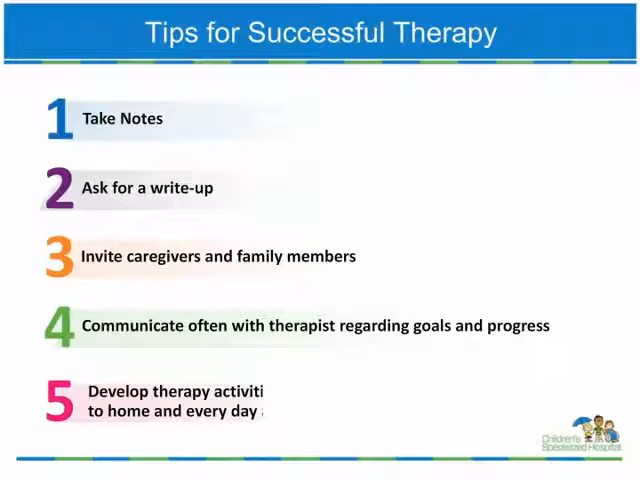 Tips for Successful Therapy
1 Take Notes
2 Ask for a write-up
3 Invite caregivers and family members
4 Communicate often with therapist regarding goals and progress
5 Develop therapy activiti
to home and every day
Children's
Specialized Hospital